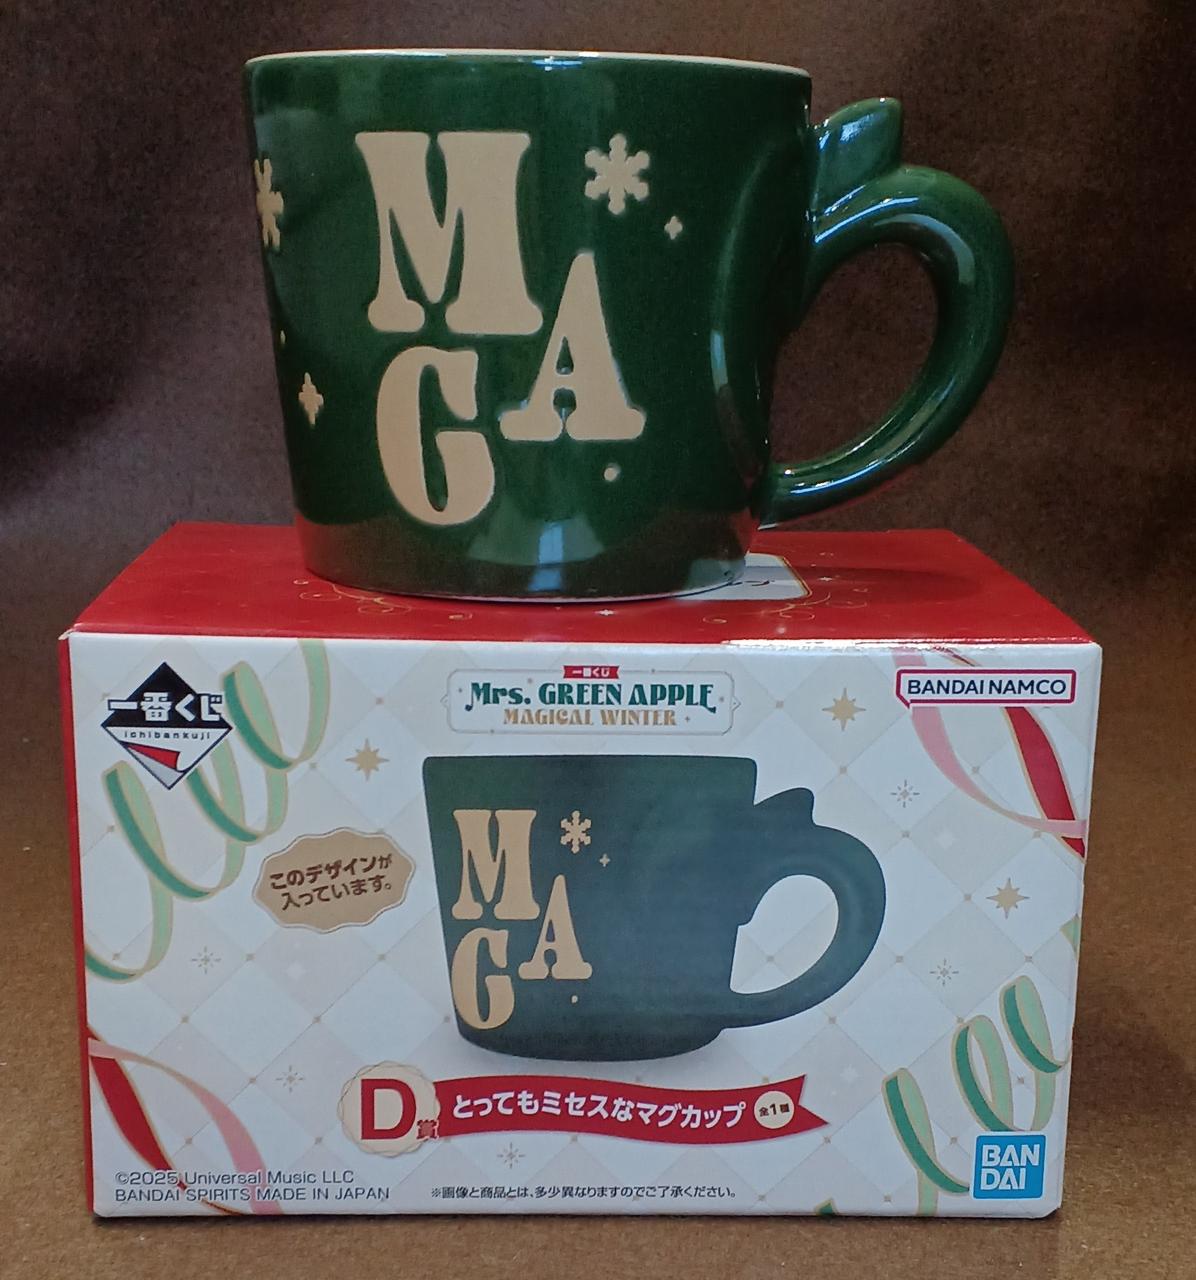 M
A
G
一番くじ
ichibankuji
一番くじ
Mrs. GREEN APPLE
MAGICAL WINTER
BANDAI NAMCO
このデザインが
入っています。
M
A
G
D賞
とってもミセスなマグカップ
全1種
©2025 Universal Music LLC
BANDAI SPIRITS MADE IN JAPAN
※画像と商品とは、多少異なりますのでご了承ください。
BAN
DAI